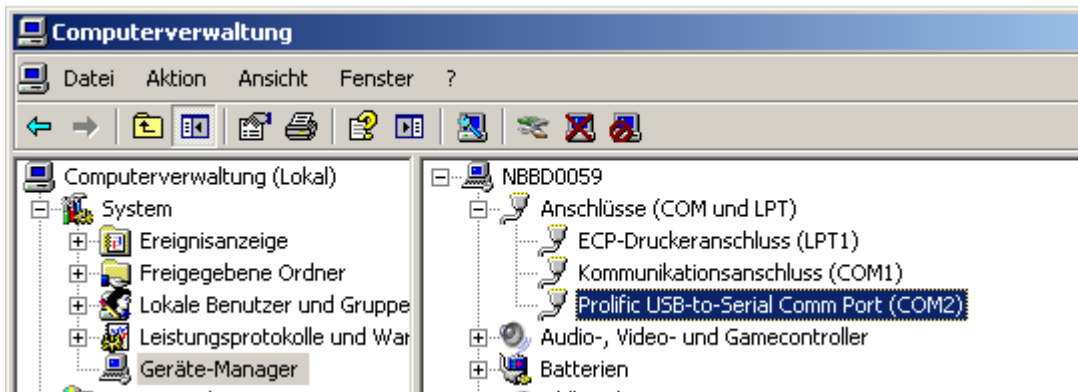 Computerverwaltung
Datei Aktion Ansicht Fenster ?
Computerverwaltung (Lokal)
System
Ereignisanzeige
Freigegebene Ordner
Lokale Benutzer und Gruppe
Leistungsprotokolle und War
Geräte-Manager
NBBD0059
Anschlüsse (COM und LPT)
ECP-Druckeranschluss (LPT1)
Kommunikationsanschluss (COM1)
Prolific USB-to-Serial Comm Port (COM2)
Audio-, Video- und Gamecontroller
Batterien